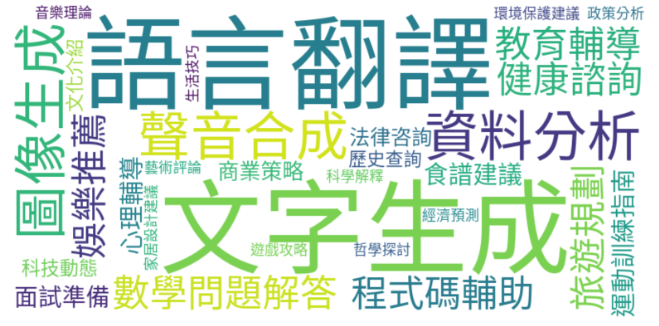 音樂理論
環境保護建議
政策分析
圖像生成
文化介紹
語言翻譯
生活技巧
教育輔導
健康諮詢
娛樂推薦
聲音合成
法律咨詢
歷史查詢
資料分析
心理輔導
藝術評論
家居設計建議
商業策略
科學解釋
食譜建議
文字生成
經濟預測
旅遊規劃
運動訓練指南
科技動態
遊戲攻略
哲學探討
面試準備
數學問題解答
程式碼輔助